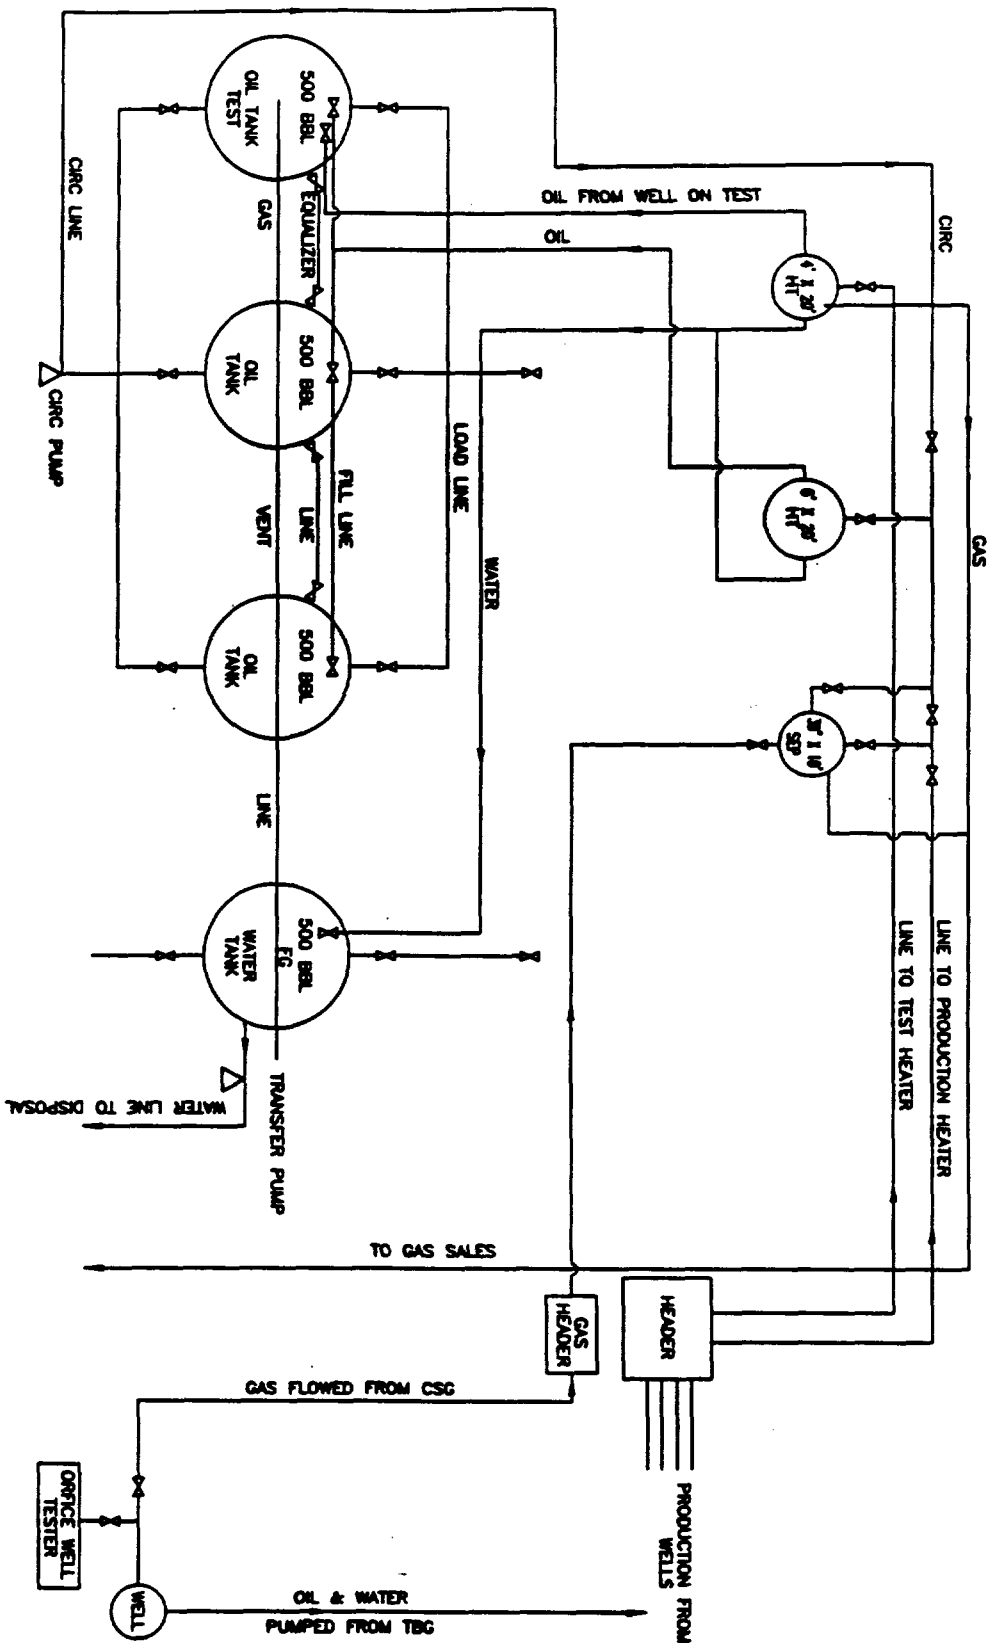 CIRC LINE
CIRC PUMP
500 BBL
OIL TANK
TEST
GAS
EQUALIZER
500 BBL
OIL
TANK
VENT
LINE
FILL LINE
LOAD LINE
500 BBL
OIL
TANK
LINE
500 BBL
FG
WATER
TANK
WATER
TRANSFER PUMP
WATER LINE TO DISPOSAL
OIL FROM WELL ON TEST
OIL
4' X 20'
HT
6' X 20'
HT
CIRC
GAS
SEP
LINE TO PRODUCTION HEATER
LINE TO TEST HEATER
TO GAS SALES
HEADER
GAS
HEADER
GAS FLOWED FROM CSG
PRODUCTION FROM
WELLS
ORIFICE WELL
TESTER
WELL
OIL & WATER
PUMPED FROM TBG